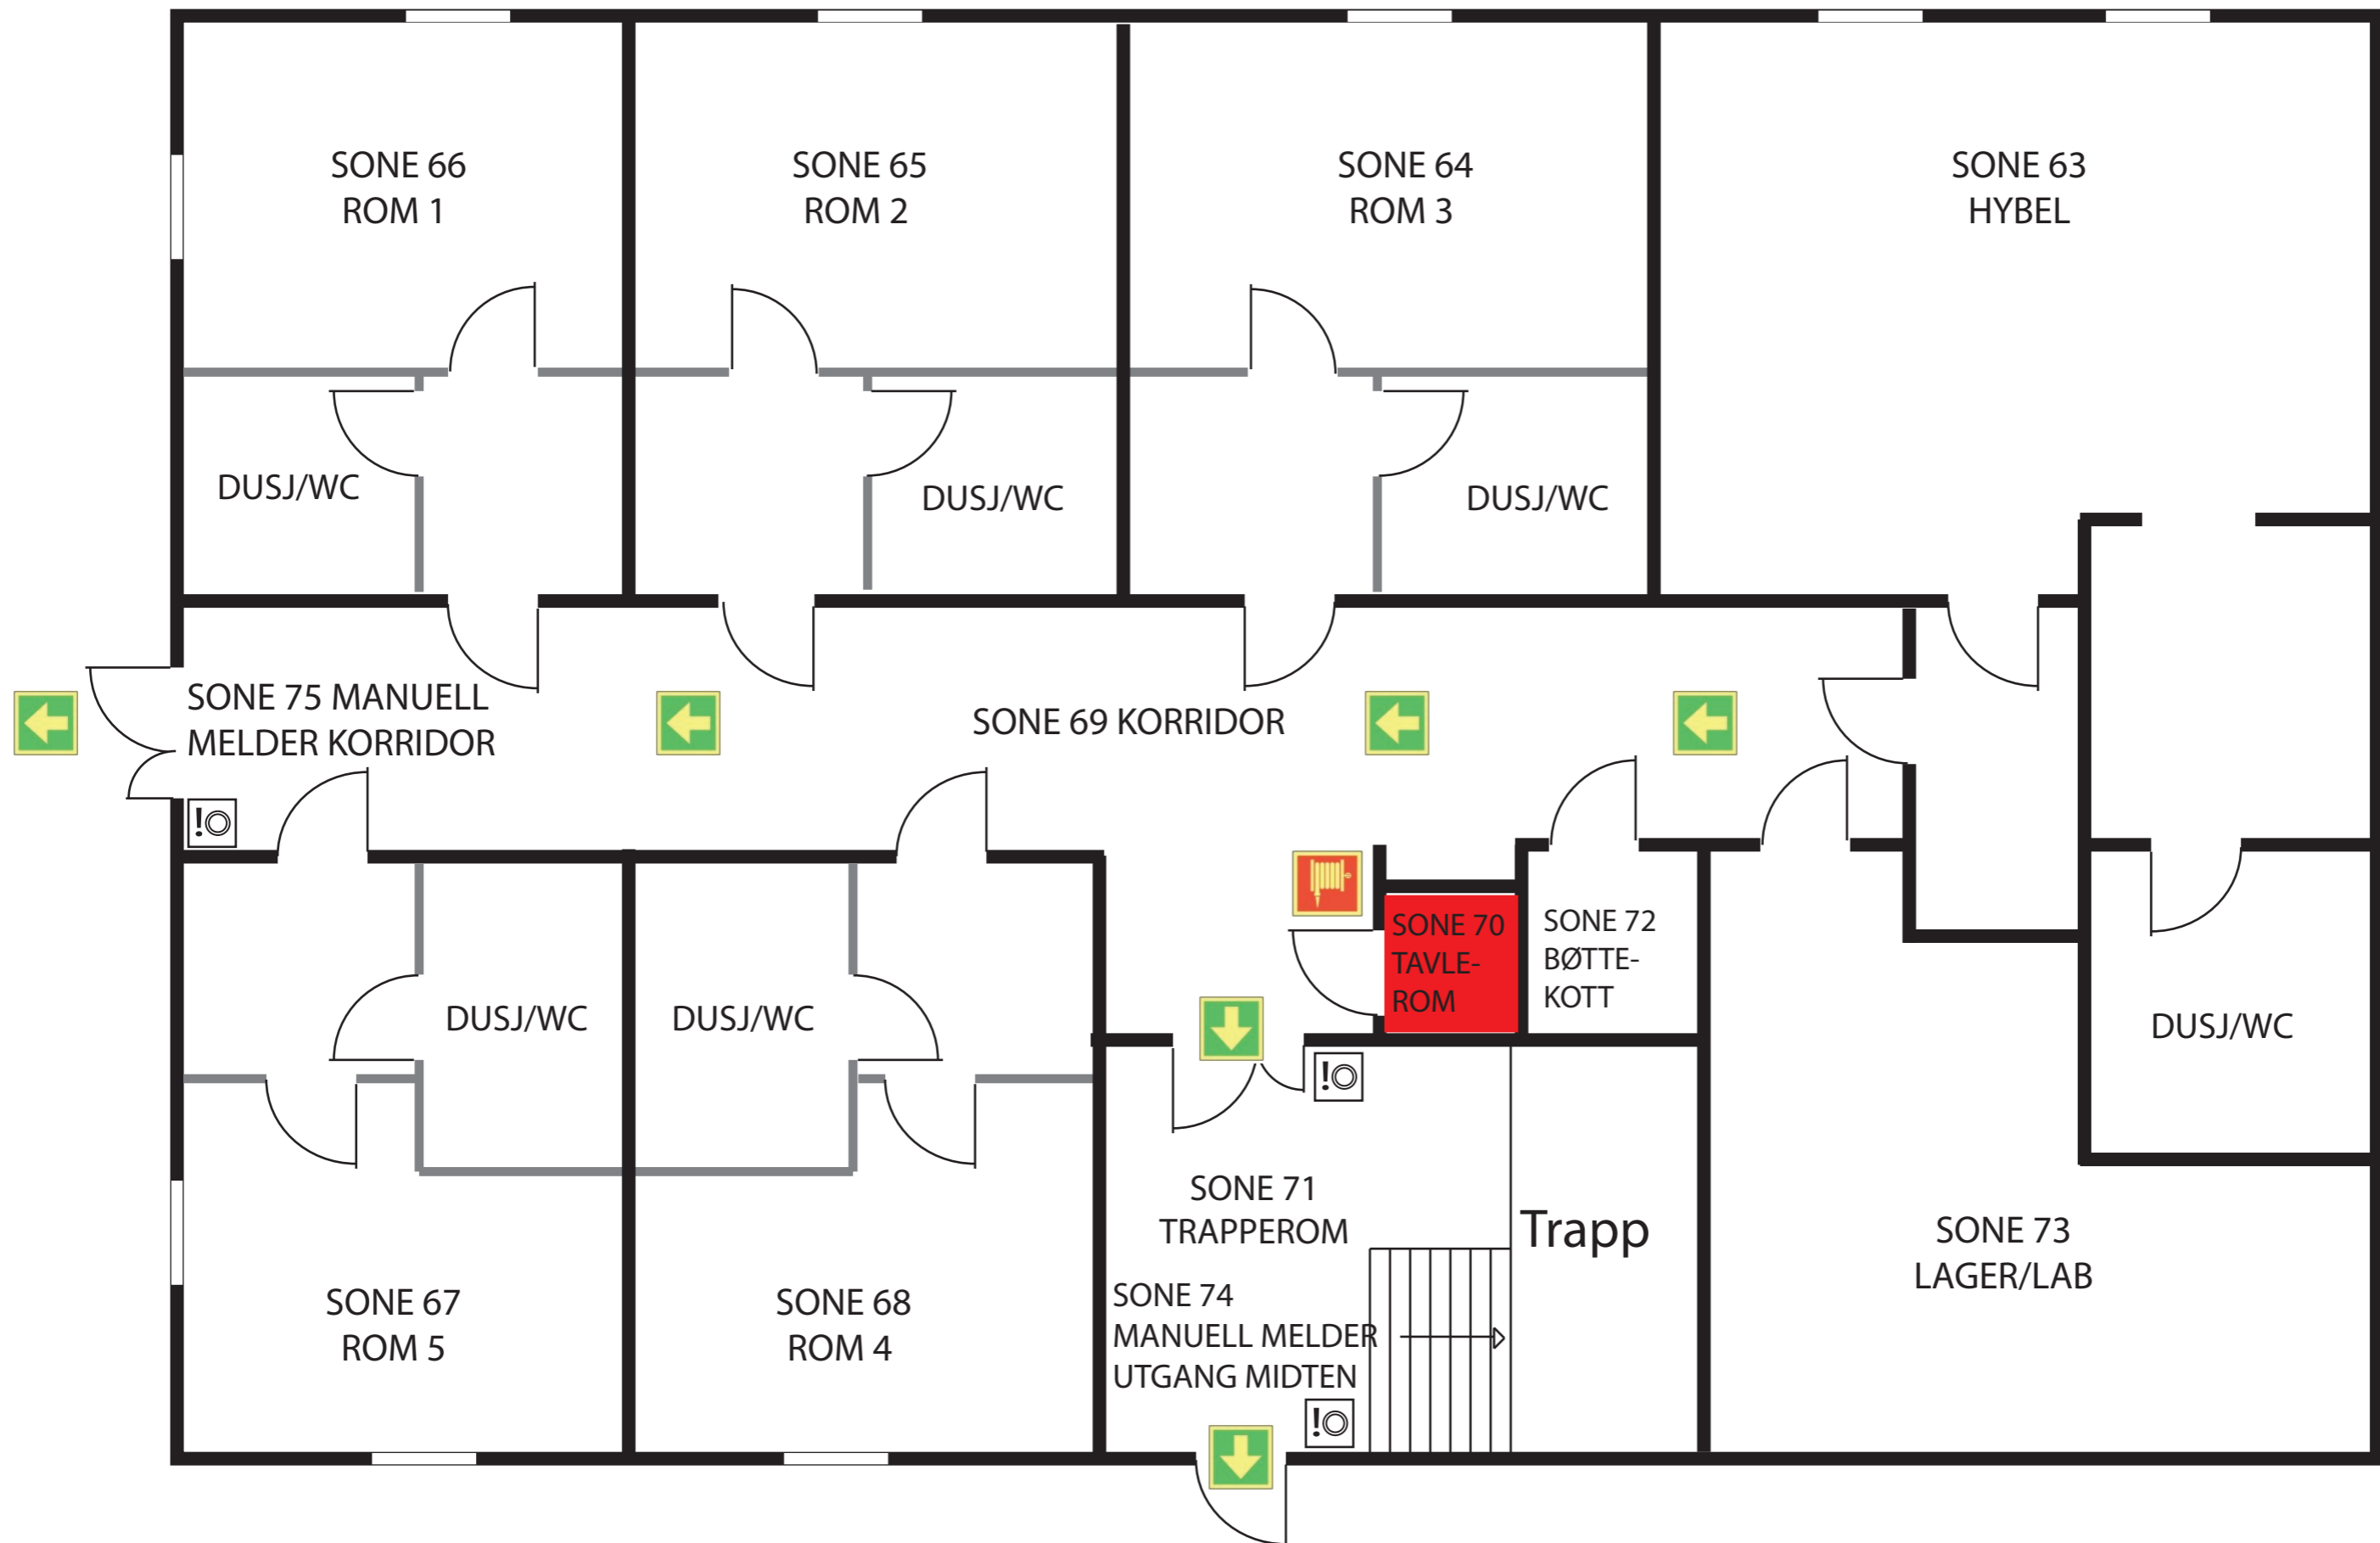 SONE 66
ROM 1
SONE 65
ROM 2
SONE 64
ROM 3
SONE 63
HYBEL
DUSJ/WC
DUSJ/WC
DUSJ/WC
SONE 75 MANUELL
MELDER KORRIDOR
SONE 69 KORRIDOR
!
SONE 70
TAVLE-
ROM
SONE 72
BØTTE-
KOTT
DUSJ/WC
DUSJ/WC
DUSJ/WC
!
SONE 71
TRAPPEROM
Trapp
SONE 73
LAGER/LAB
SONE 67
ROM 5
SONE 68
ROM 4
SONE 74
MANUELL MELDER
UTGANG MIDTEN
!